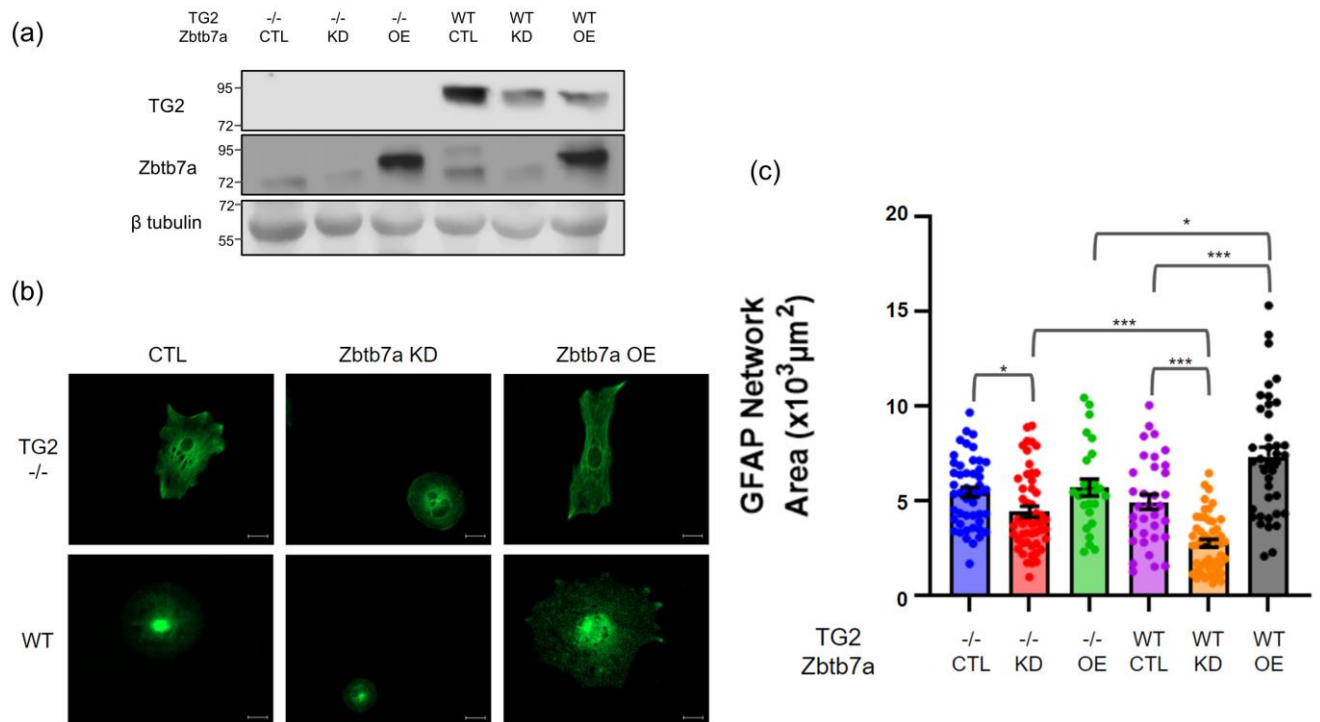 (a)
TG2 -/- -/- -/- WT WT WT
Zbtb7a CTL KD OE CTL KD OE
TG2
95
72
Zbtb7a
95
72
β tubulin
72
55
(b)
CTL Zbtb7a KD Zbtb7a OE
TG2
-/-
WT
(c)
GFAP Network
Area (x10³μm²)
20
15
10
5
0
*
***
***
* ***
TG2 -/- -/- -/- WT WT WT
Zbtb7a CTL KD OE CTL KD OE